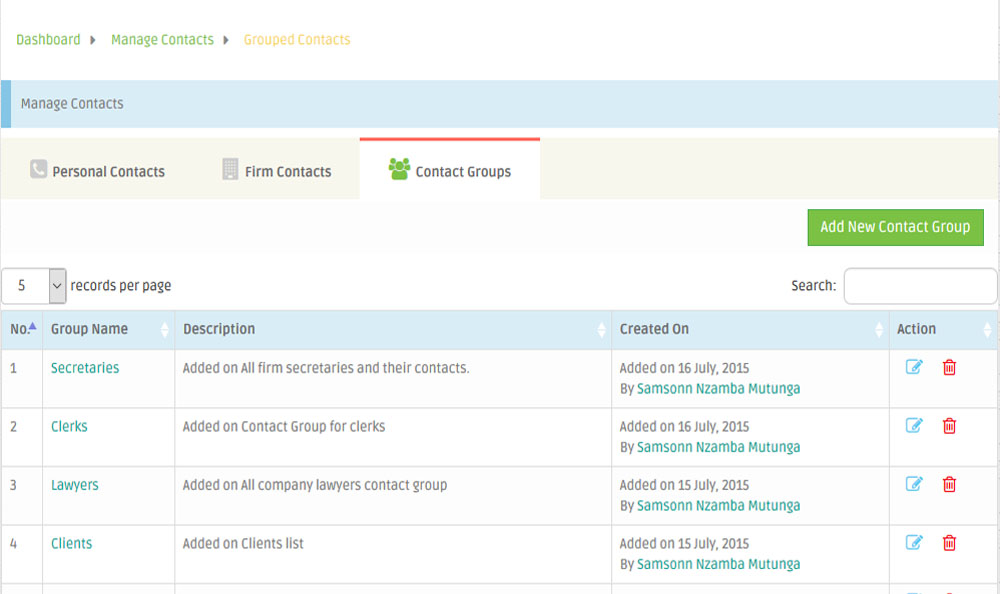 Dashboard Manage Contacts Grouped Contacts
Manage Contacts
Personal Contacts Firm Contacts Contact Groups
Add New Contact Group
5 records per page Search:
No. Group Name Description Created On Action
1 Secretaries Added on All firm secretaries and their contacts. Added on 16 July, 2015
By Samsonn Nzamba Mutunga
2 Clerks Added on Contact Group for clerks Added on 16 July, 2015
By Samsonn Nzamba Mutunga
3 Lawyers Added on All company lawyers contact group Added on 15 July, 2015
By Samsonn Nzamba Mutunga
4 Clients Added on Clients list Added on 15 July, 2015
By Samsonn Nzamba Mutunga